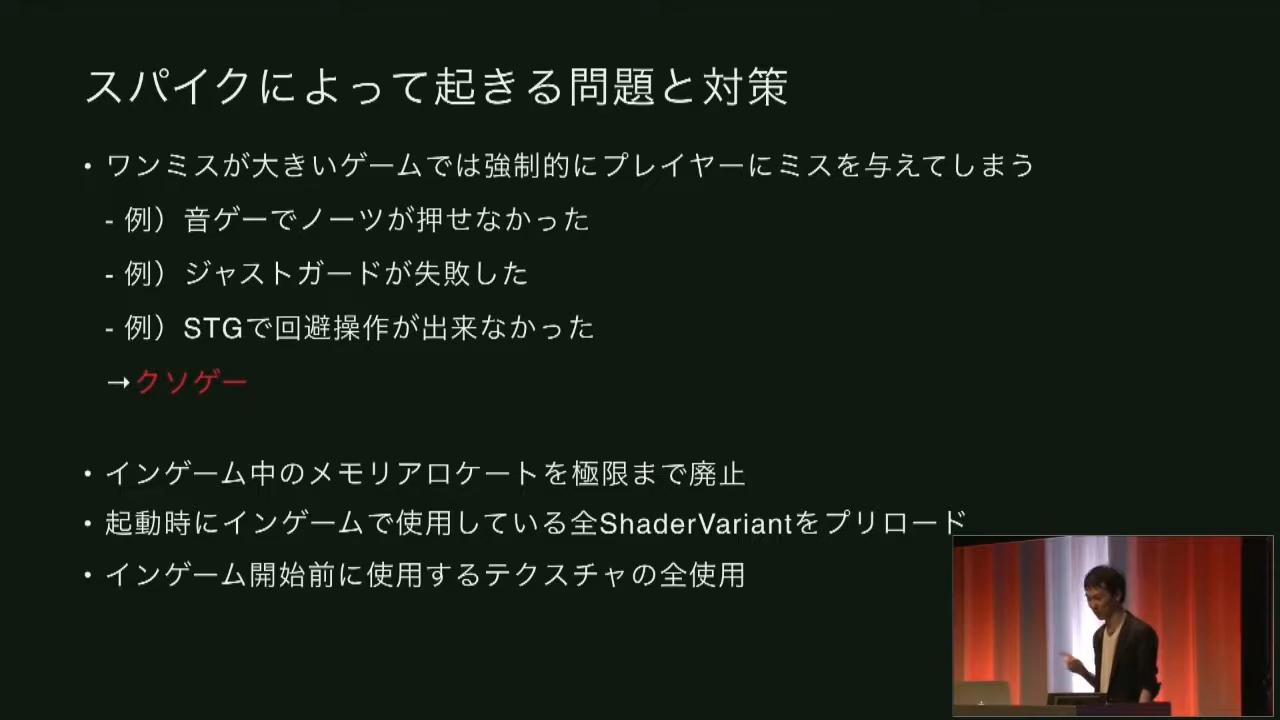 スパイクによって起きる問題と対策
・ワンミスが大きいゲームでは強制的にプレイヤーにミスを与えてしまう
- 例）音ゲーでノーツが押せなかった
- 例）ジャストガードが失敗した
- 例）STGで回避操作が出来なかった
→クソゲー
・インゲーム中のメモリアロケートを極限まで廃止
・起動時にインゲームで使用している全ShaderVariantをプリロード
・インゲーム開始前に使用するテクスチャの全使用